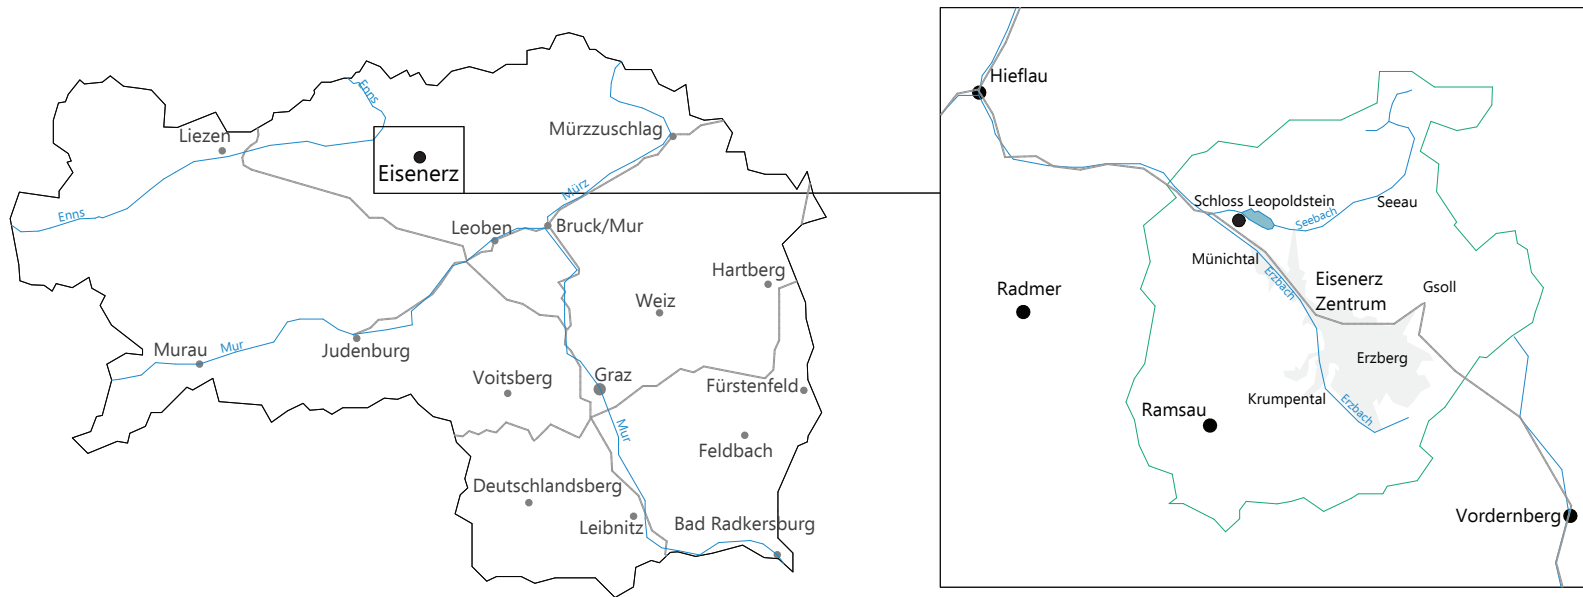 Enns
Liezen
Mürzzuschlag
Eisenerz
Enns
Mürz
Leoben
Bruck/Mur
Hartberg
Weiz
Murau
Mur
Judenburg
Voitsberg
Graz
Fürstenfeld
Mur
Feldbach
Deutschlandsberg
Leibnitz
Bad Radkersburg
Hieflau
Schloss Leopoldstein
Seebach
Seeau
Münichtal
Erzbach
Eisenerz
Zentrum
Gsoll
Radmer
Erzberg
Krumpental
Erzbach
Ramsau
Vordernberg